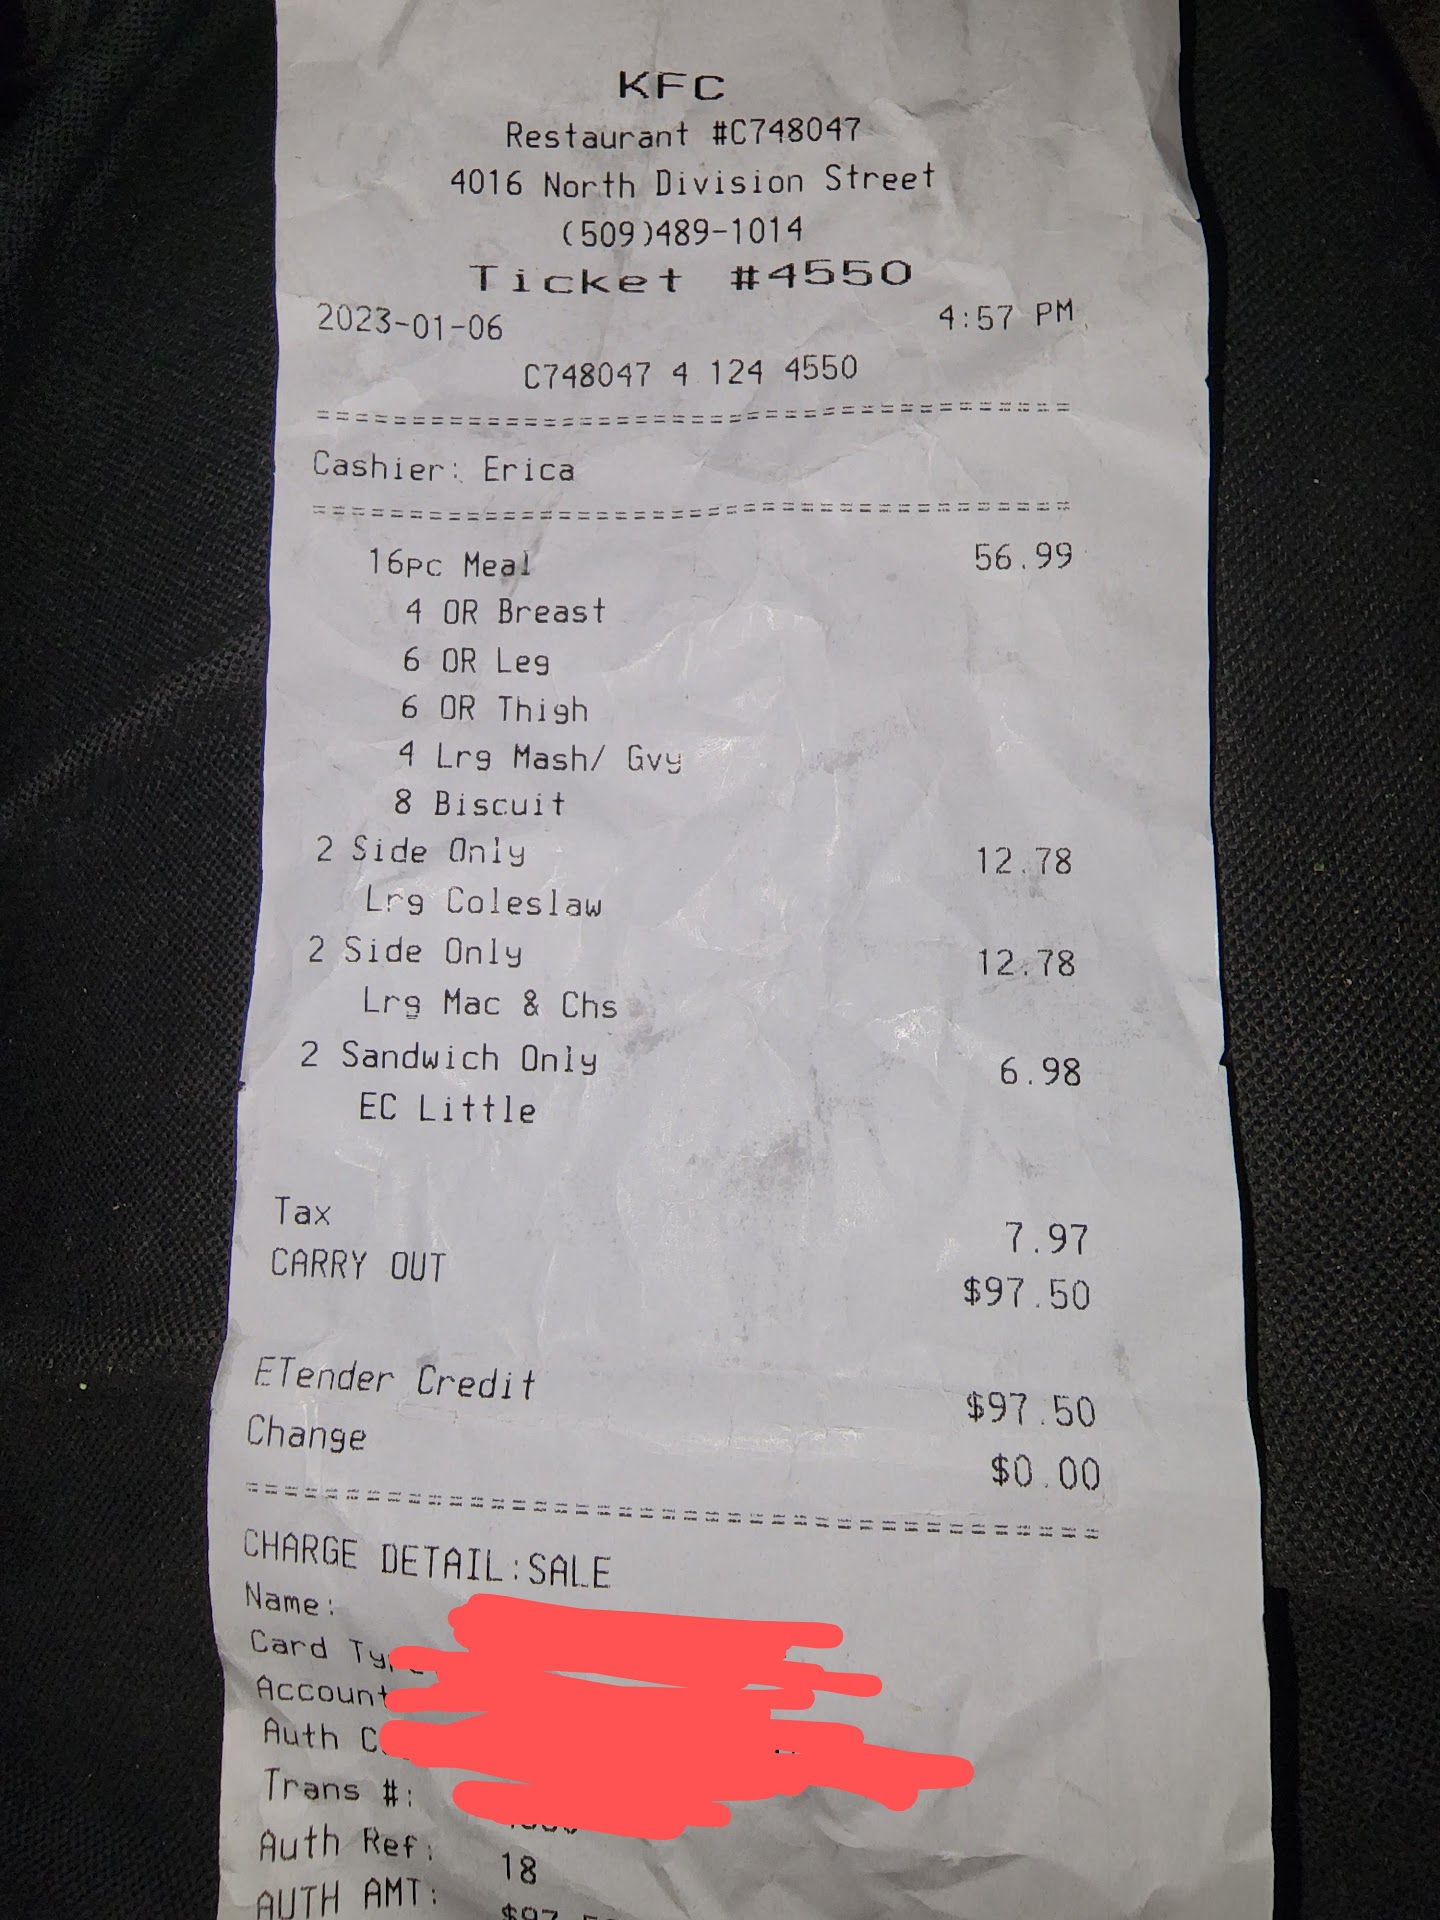 KFC
Restaurant #C748047
4016 North Division Street
(509)489-1014
Ticket #4550
2023-01-06 4:57 PM
C748047 4 124 4550
========================================
Cashier: Erica
========================================
16pc Meal 56.99
4 OR Breast
6 OR Leg
6 OR Thigh
4 Lrg Mash/ Gvy
8 Biscuit
2 Side Only 12.78
Lrg Coleslaw
2 Side Only 12.78
Lrg Mac & Chs
2 Sandwich Only 6.98
EC Little
Tax 7.97
CARRY OUT $97.50
ETender Credit $97.50
Change $0.00
========================================
CHARGE DETAIL:SALE
Name:
Card
Account
Auth
Trans #:
Auth Ref: 18
AUTH AMT: